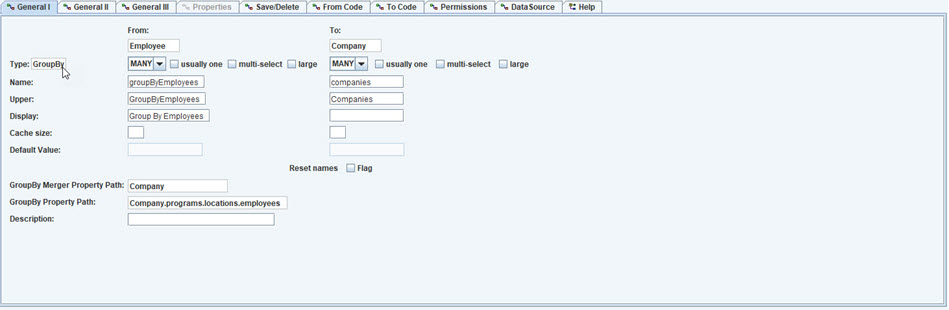 General I General II General III Properties Save/Delete From Code To Code Permissions DataSource Help
From: To:
Employee Company
Type: GroupBy MANY usually one multi-select large MANY usually one multi-select large
Name: groupByEmployees companies
Upper: GroupByEmployees Companies
Display: Group By Employees
Cache size:
Default Value:
Reset names Flag
GroupBy Merger Property Path: Company
GroupBy Property Path: Company.programs.locations.employees
Description: